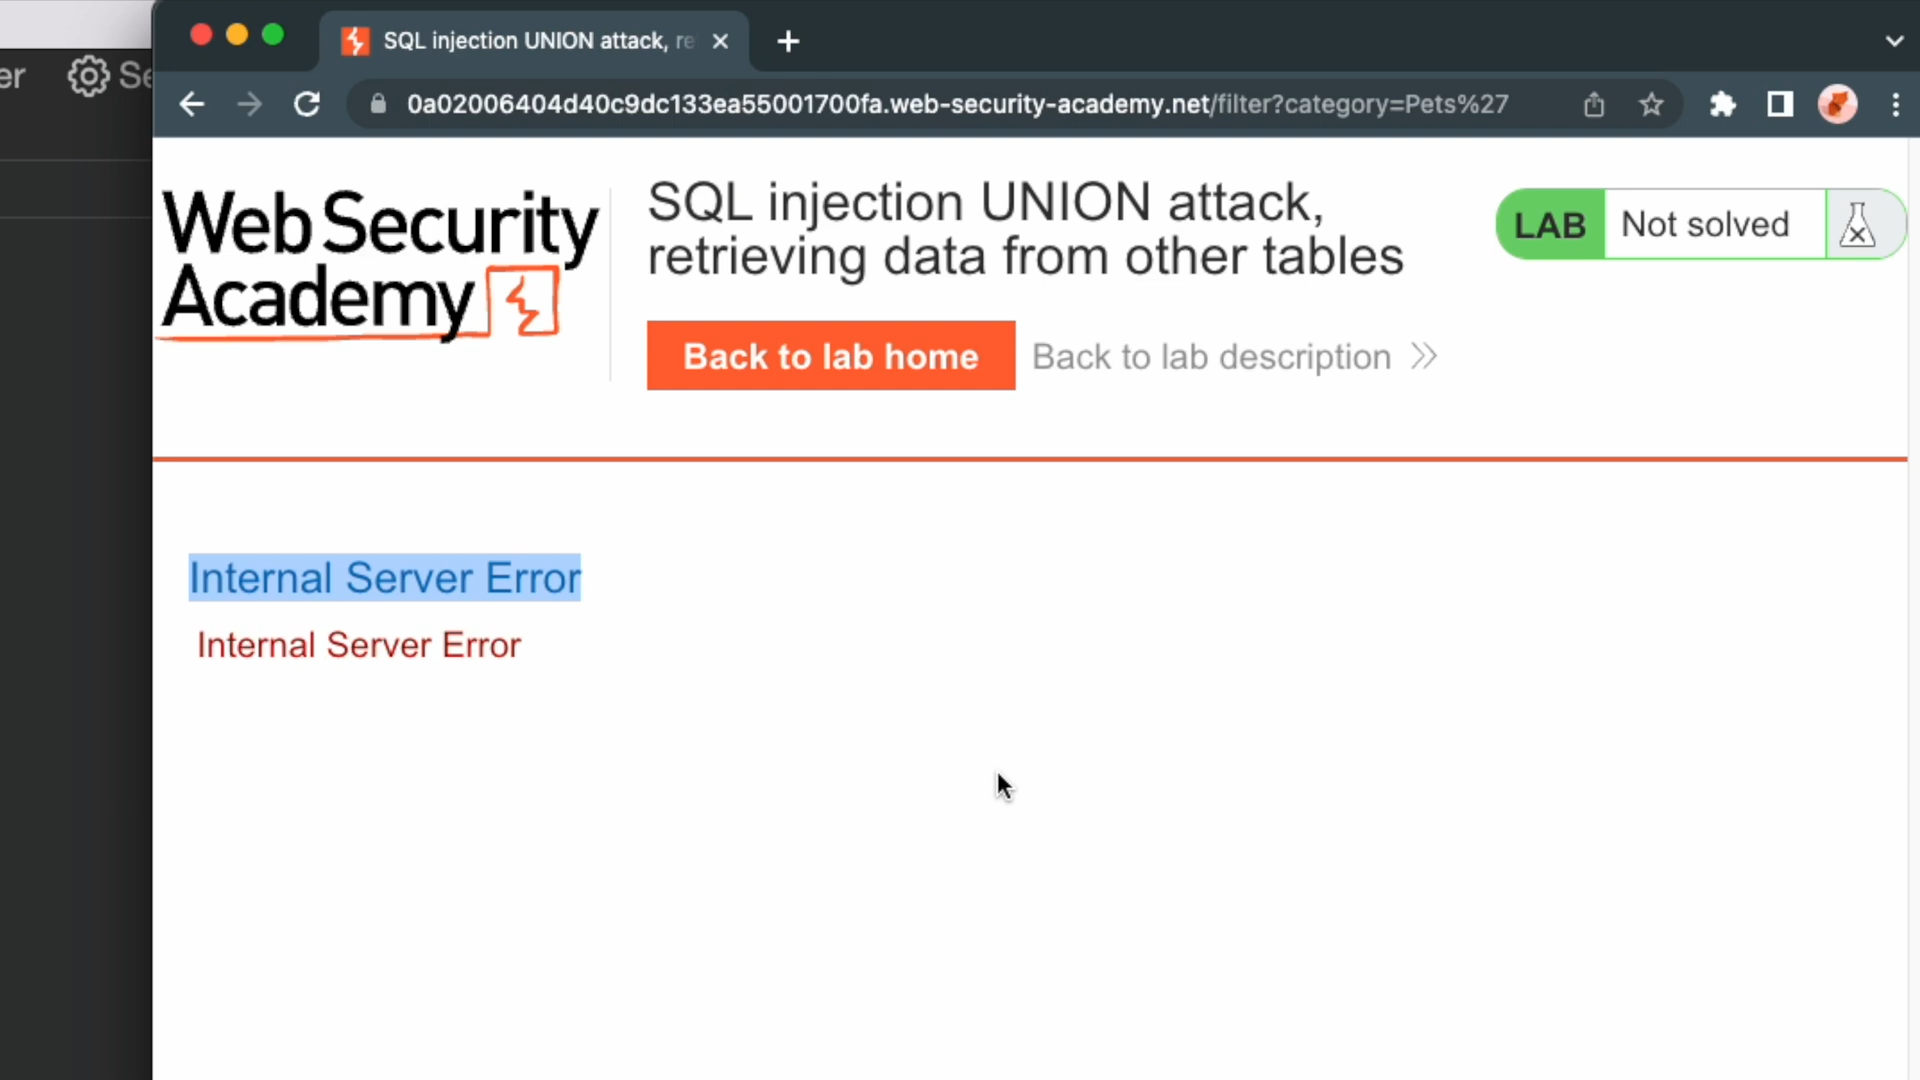 SQL injection UNION attack, re
er
Se
0a02006404d40c9dc133ea55001700fa.web-security-academy.net/filter?category=Pets%27
Web Security
Academy
SQL injection UNION attack,
retrieving data from other tables
LAB Not solved
Back to lab home Back to lab description
Internal Server Error
Internal Server Error